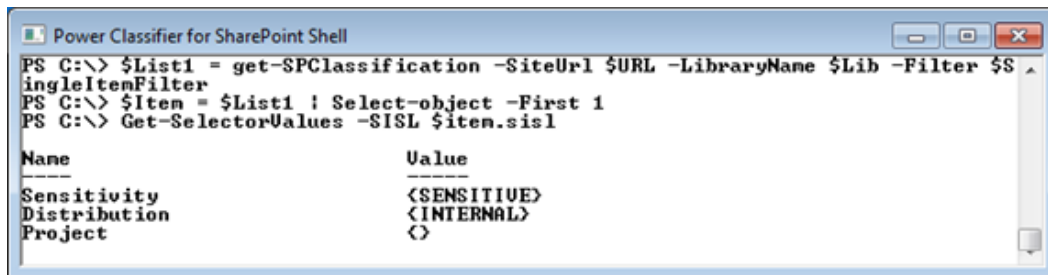 Power Classifier for SharePoint Shell
PS C:\> $List1 = get-SPClassification -SiteUrl $URL -LibraryName $Lib -Filter $S
ingleItemFilter
PS C:\> $Item = $List1 | Select-object -First 1
PS C:\> Get-SelectorValues -SISL $item.sisl
Name Value
---- -----
Sensitivity {SENSITIVE}
Distribution {INTERNAL}
Project {}